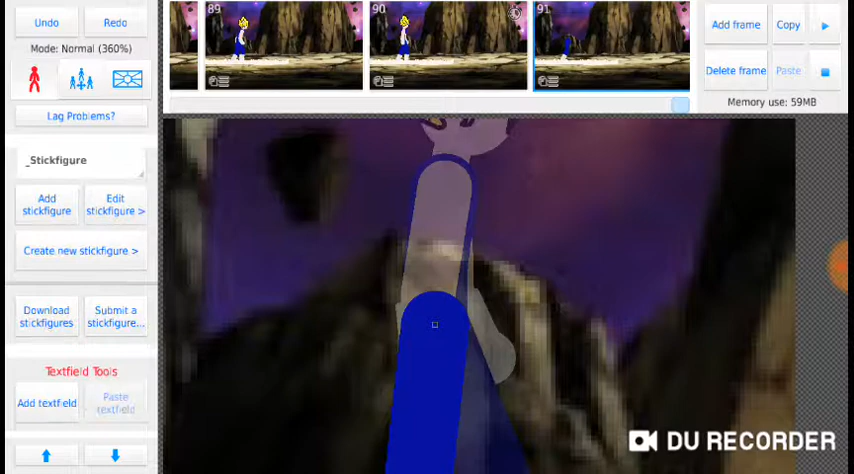 Undo
Redo
Mode: Normal (360%)
Lag Problems?
_Stickfigure
Add
stickfigure
Edit
stickfigure >
Create new stickfigure >
Download
stickfigures
Submit a
stickfigure...
Textfield Tools
Add textfield
Paste
textfield
89
90
91
Add frame
Copy
Delete frame
Paste
Memory use: 59MB
DU RECORDER